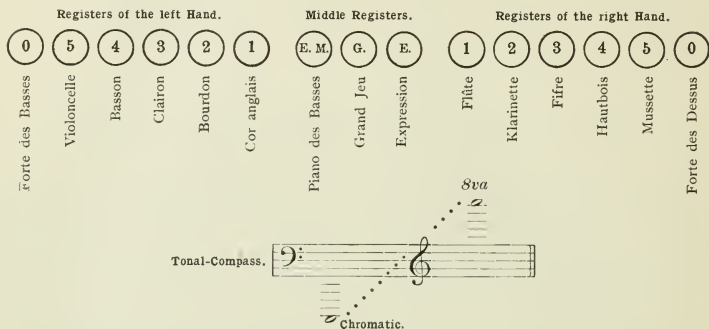 Registers of the left Hand. Middle Registers. Registers of the right Hand.
0 5 4 3 2 1 E. M. G. E. 1 2 3 4 5 0
Forte des Basses
Violoncelle
Basson
Clairon
Bourdon
Cor anglais
Piano des Basses
Grand Jeu
Expression
Flûte
Klarinette
Fifre
Hautbois
Mussette
Forte des Dessus
8va
Tonal-Compass.
Chromatic.